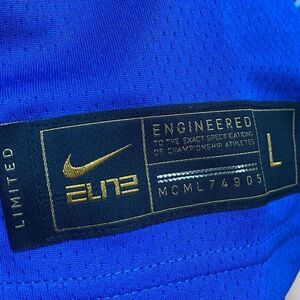 LIMITED
ELITE
ENGINEERED
TO THE EXACT SPECIFICATIONS
OF CHAMPIONSHIP ATHLETES
MCML74905
L